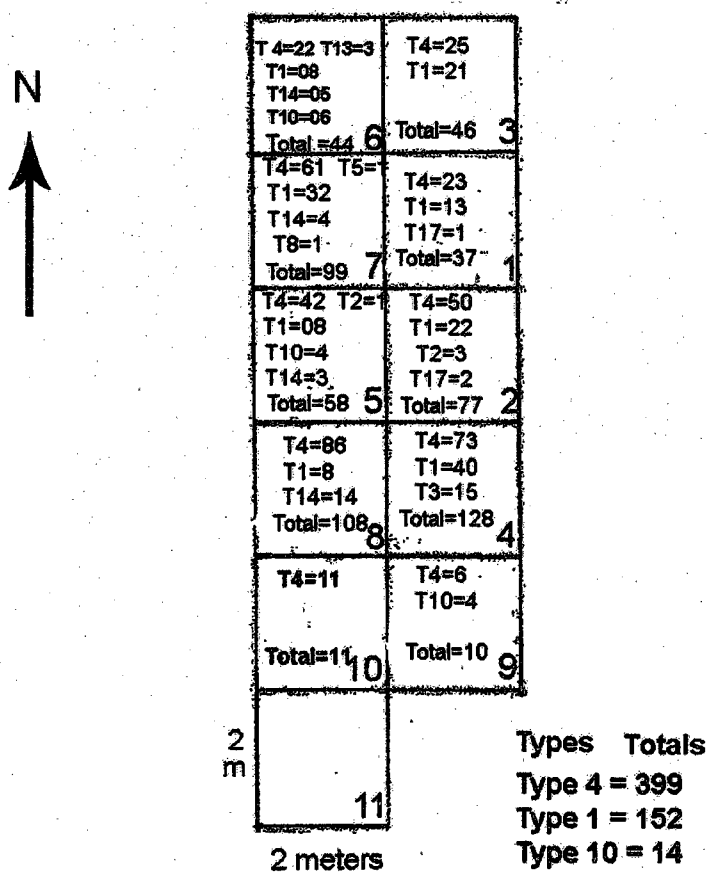 N
T 4=22 T13=3
T1=08
T14=05
T10=06
Total =44 6
T4=25
T1=21
Total=46 3
T4=61 T5=1
T1=32
T14=4
T8=1
Total=99 7
T4=23
T1=13
T17=1
Total=37 1
T4=42 T2=1
T1=08
T10=4
T14=3
Total=58 5
T4=50
T1=22
T2=3
T17=2
Total=77 2
T4=86
T1=8
T14=14
Total=108 8
T4=73
T1=40
T3=15
Total=128 4
T4=11
Total=11 10
T4=6
T10=4
Total=10 9
2
m
11
2 meters
Types Totals
Type 4 = 399
Type 1 = 152
Type 10 = 14